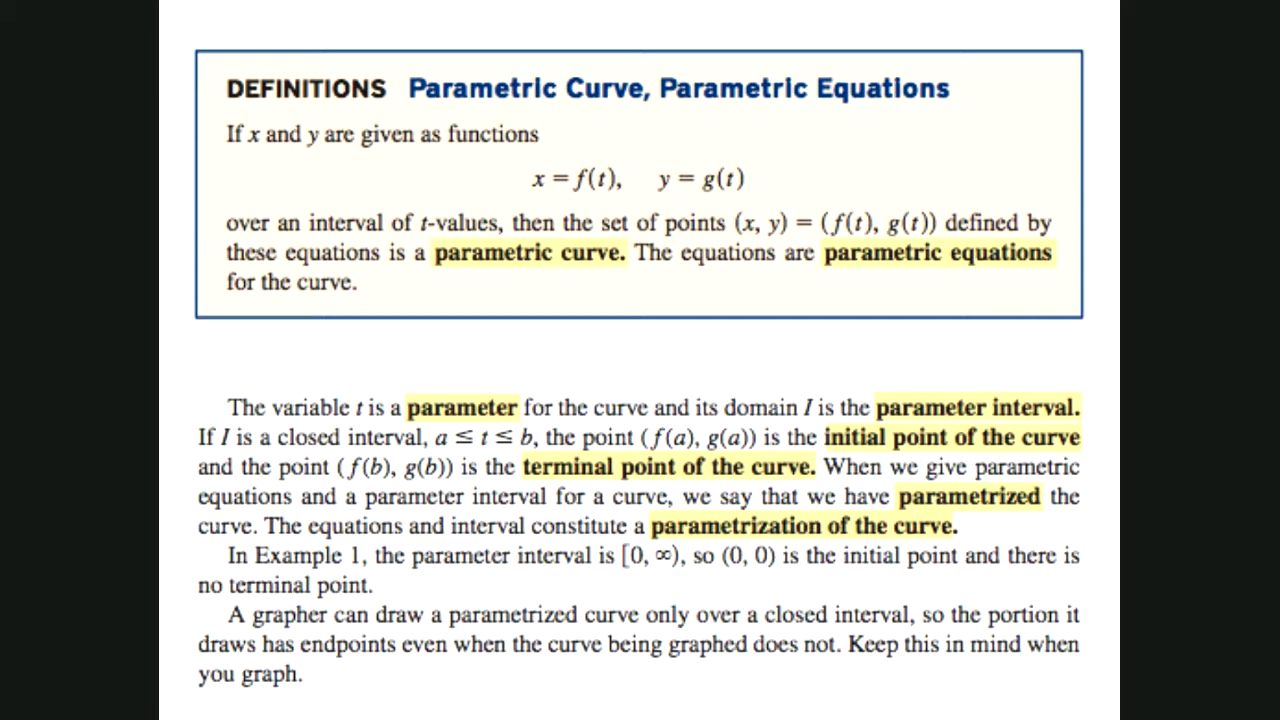 DEFINITIONS Parametric Curve, Parametric Equations
If x and y are given as functions
x = f(t), y = g(t)
over an interval of t-values, then the set of points (x, y) = (f(t), g(t)) defined by
these equations is a parametric curve. The equations are parametric equations
for the curve.
The variable t is a parameter for the curve and its domain I is the parameter interval.
If I is a closed interval, a ≤ t ≤ b, the point (f(a), g(a)) is the initial point of the curve
and the point (f(b), g(b)) is the terminal point of the curve. When we give parametric
equations and a parameter interval for a curve, we say that we have parametrized the
curve. The equations and interval constitute a parametrization of the curve.
In Example 1, the parameter interval is [0, ∞), so (0, 0) is the initial point and there is
no terminal point.
A grapher can draw a parametrized curve only over a closed interval, so the portion it
draws has endpoints even when the curve being graphed does not. Keep this in mind when
you graph.